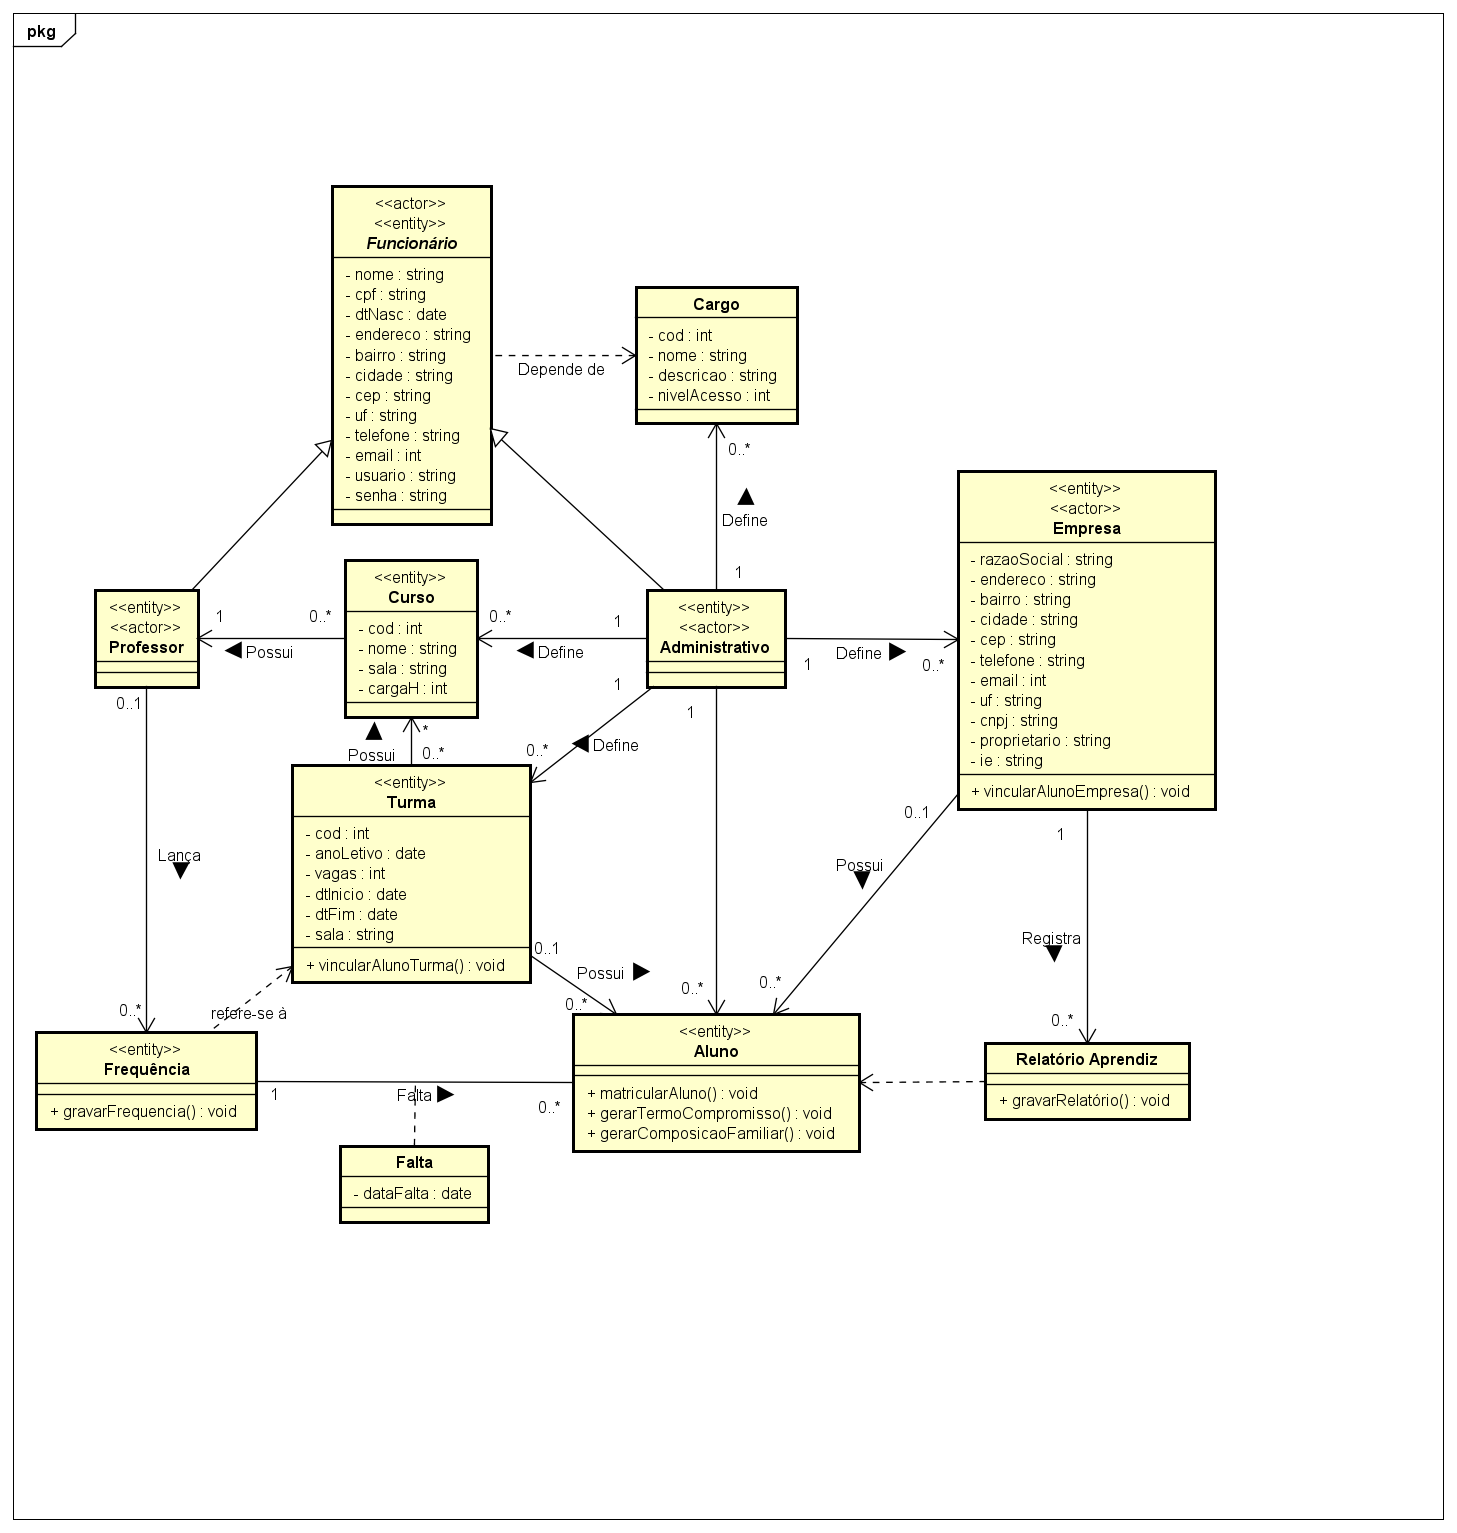 pkg
<<actor>>
<<entity>>
Funcionário
- nome : string
- cpf : string
- dtNasc : date
- endereco : string
- bairro : string
- cidade : string
- cep : string
- uf : string
- telefone : string
- email : int
- usuario : string
- senha : string
Depende de
Cargo
- cod : int
- nome : string
- descricao : string
- nivelAcesso : int
0..*
Define
1
<<entity>>
<<actor>>
Empresa
- razaoSocial : string
- endereco : string
- bairro : string
- cidade : string
- cep : string
- telefone : string
- email : int
- uf : string
- cnpj : string
- proprietario : string
- ie : string
+ vincularAlunoEmpresa() : void
<<entity>>
<<actor>>
Professor
1
0..*
Possui
<<entity>>
Curso
- cod : int
- nome : string
- sala : string
- cargaH : int
0..*
1
Define
<<entity>>
<<actor>>
Administrativo
Define
1
0..*
0..1
1
0..*
Define
1
*
Possui
0..*
<<entity>>
Turma
- cod : int
- anoLetivo : date
- vagas : int
- dtInicio : date
- dtFim : date
- sala : string
+ vincularAlunoTurma() : void
Lança
0..*
refere-se à
0..1
Possui
0..*
0..*
0..1
Possui
0..*
1
Registra
0..*
<<entity>>
Frequência
+ gravarFrequencia() : void
1
Falta
0..*
<<entity>>
Aluno
+ matricularAluno() : void
+ gerarTermoCompromisso() : void
+ gerarComposicaoFamiliar() : void
Relatório Aprendiz
+ gravarRelatório() : void
Falta
- dataFalta : date